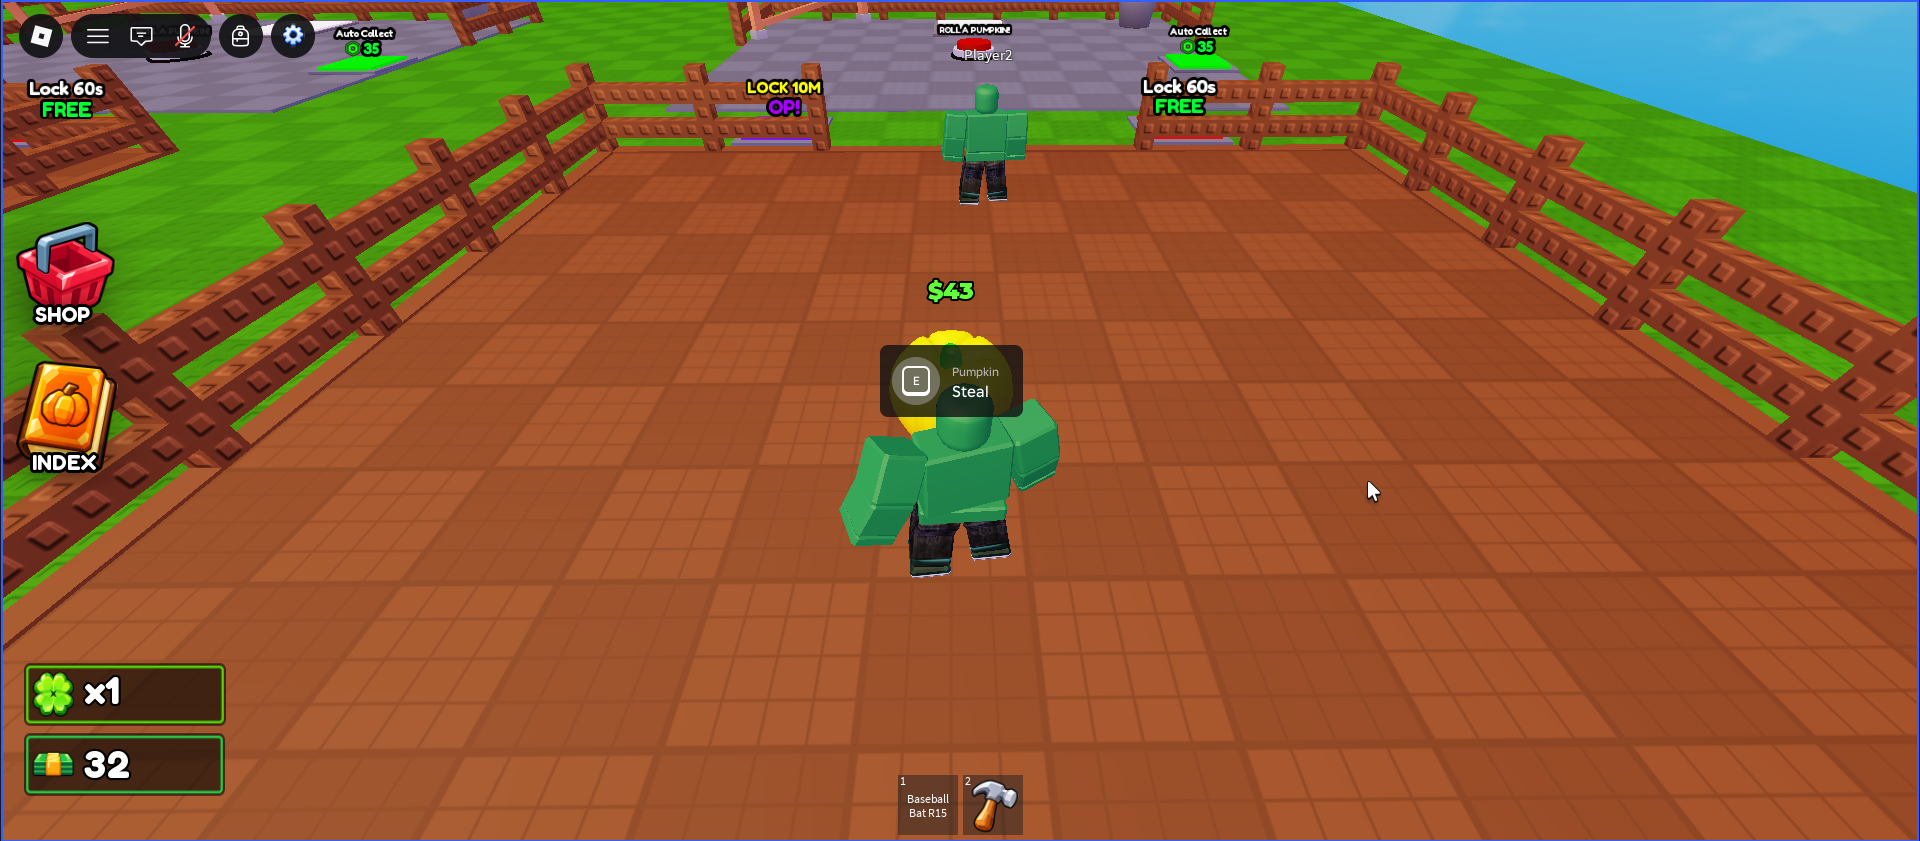 Auto Collect
35
ROLL A PUMPKIN!
Player2
Auto Collect
35
Lock 60s
FREE
LOCK 10M
OP!
Lock 60s
FREE
SHOP
INDEX
$43
E
Pumpkin
Steal
x1
32
1
Baseball
Bat R15
2